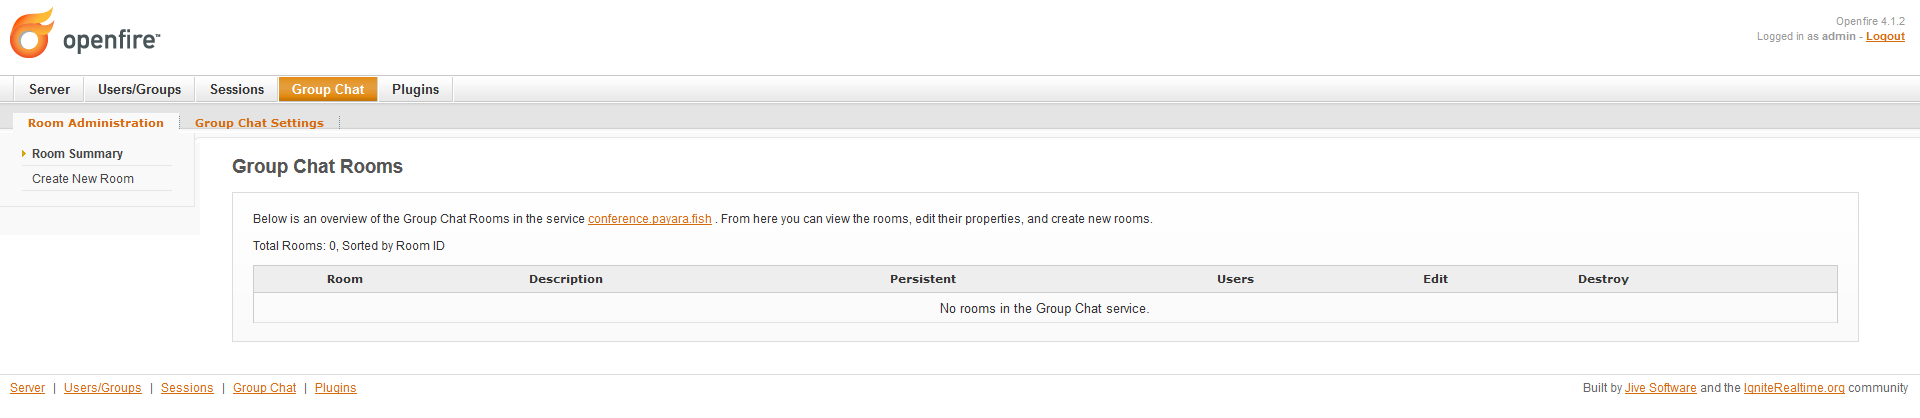 openfire™
Openfire 4.1.2
Logged in as admin - Logout
Server Users/Groups Sessions Group Chat Plugins
Room Administration Group Chat Settings
Room Summary
Create New Room
Group Chat Rooms
Below is an overview of the Group Chat Rooms in the service conference.payara.fish . From here you can view the rooms, edit their properties, and create new rooms.
Total Rooms: 0, Sorted by Room ID
Room Description Persistent Users Edit Destroy
No rooms in the Group Chat service.
Server | Users/Groups | Sessions | Group Chat | Plugins
Built by Jive Software and the IgniteRealtime.org community